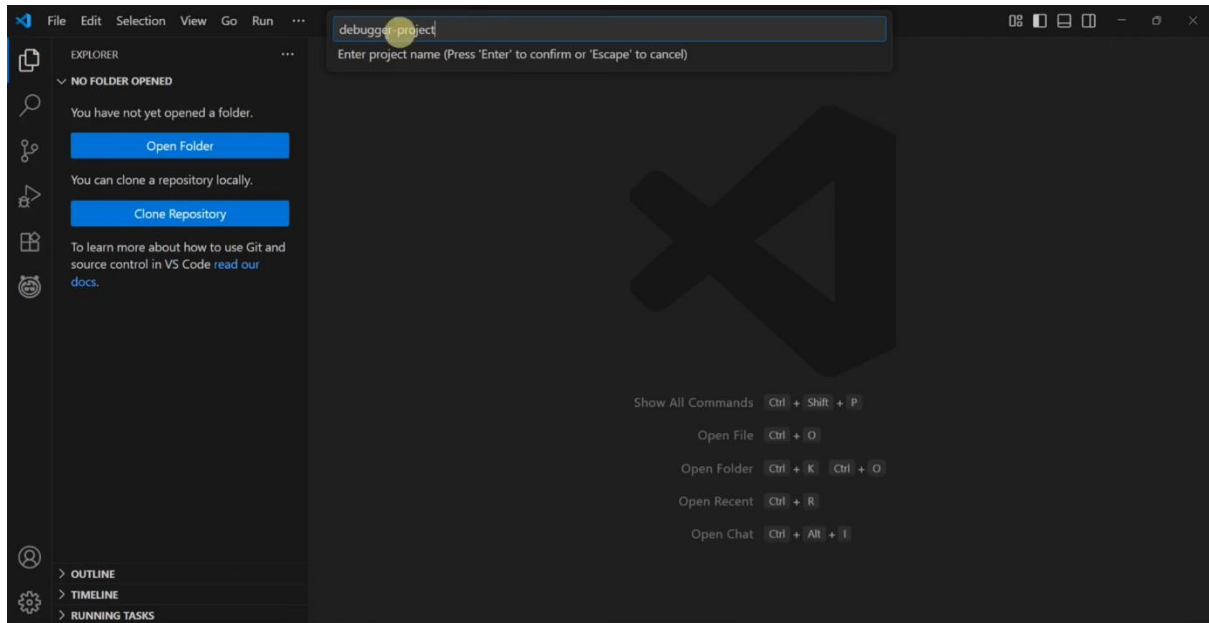 File Edit Selection View Go Run ···
debugger-project
Enter project name (Press 'Enter' to confirm or 'Escape' to cancel)
EXPLORER ···
NO FOLDER OPENED
You have not yet opened a folder.
Open Folder
You can clone a repository locally.
Clone Repository
To learn more about how to use Git and
source control in VS Code read our
docs.
Show All Commands Ctrl + Shift + P
Open File Ctrl + O
Open Folder Ctrl + K Ctrl + O
Open Recent Ctrl + R
Open Chat Ctrl + Alt + I
OUTLINE
TIMELINE
RUNNING TASKS